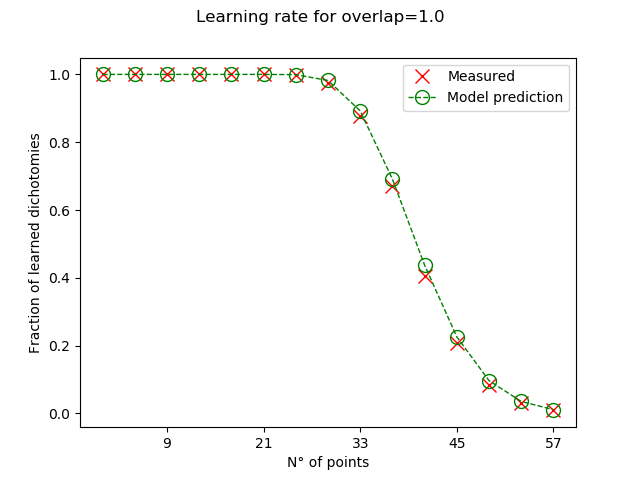 Learning rate for overlap=1.0
Fraction of learned dichotomies
1.0
0.8
0.6
0.4
0.2
0.0
Measured
Model prediction
9 21 33 45 57
N° of points